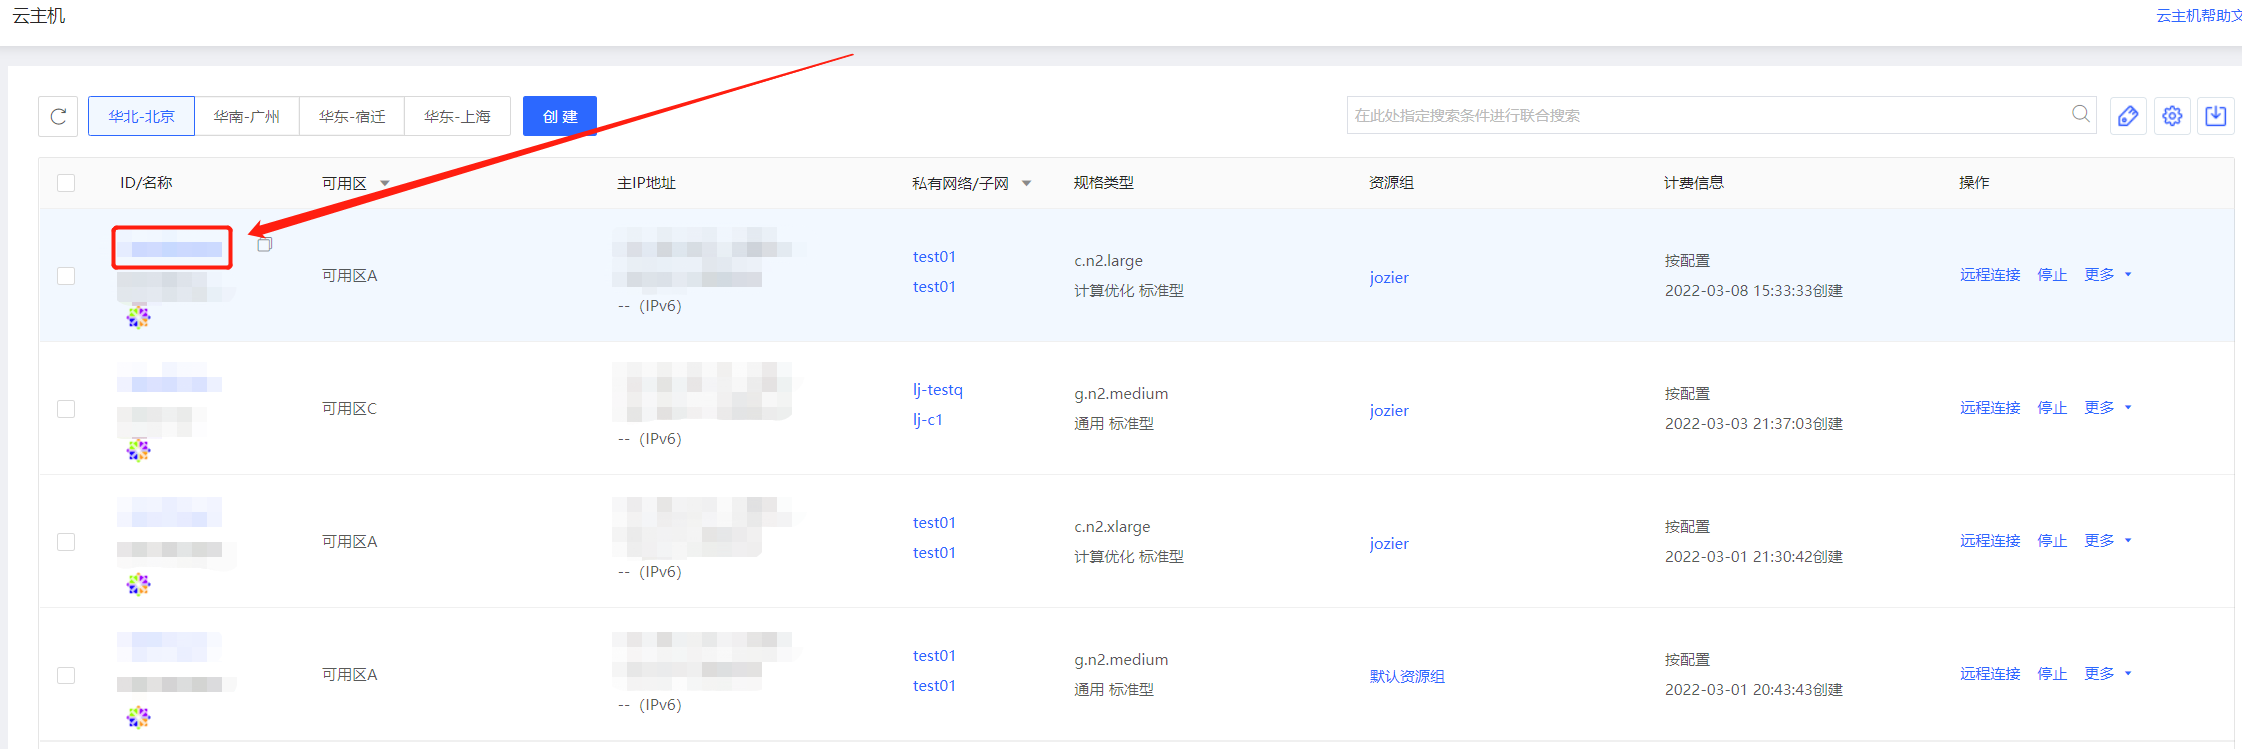 云主机
云主机帮助文
华北-北京 华南-广州 华东-宿迁 华东-上海 创 建 在此处指定搜索条件进行联合搜索
ID/名称 可用区 主IP地址 私有网络/子网 规格类型 资源组 计费信息 操作
可用区A
-- (IPv6)
test01
test01
c.n2.large
计算优化 标准型
jozier
按配置
2022-03-08 15:33:33创建
远程连接 停止 更多
可用区C
-- (IPv6)
lj-testq
lj-c1
g.n2.medium
通用 标准型
jozier
按配置
2022-03-03 21:37:03创建
远程连接 停止 更多
可用区A
-- (IPv6)
test01
test01
c.n2.xlarge
计算优化 标准型
jozier
按配置
2022-03-01 21:30:42创建
远程连接 停止 更多
可用区A
-- (IPv6)
test01
test01
g.n2.medium
通用 标准型
默认资源组
按配置
2022-03-01 20:43:43创建
远程连接 停止 更多